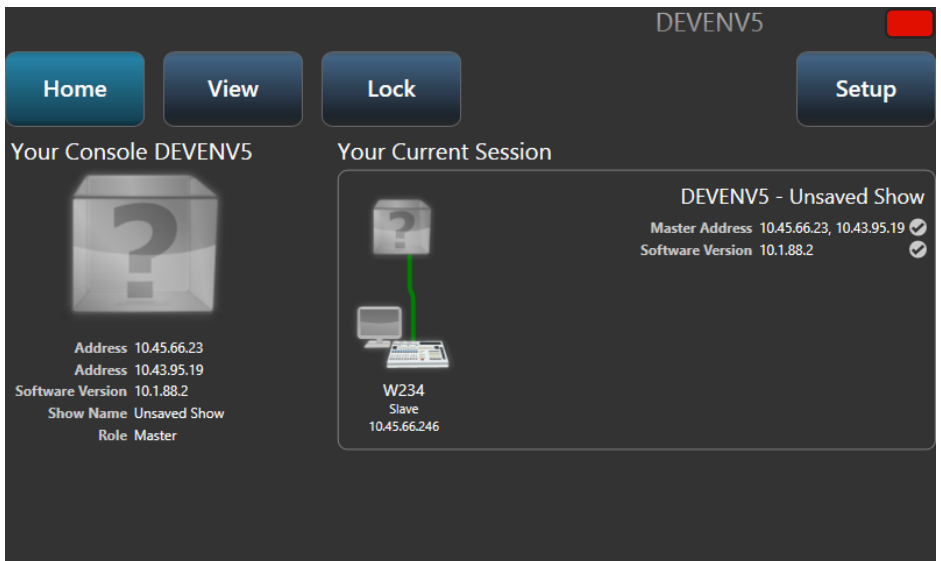 DEVENV5
Home
View
Lock
Setup
Your Console DEVENV5
?
Address 10.45.66.23
Address 10.43.95.19
Software Version 10.1.88.2
Show Name Unsaved Show
Role Master
Your Current Session
?
DEVENV5 - Unsaved Show
Master Address 10.45.66.23, 10.43.95.19
Software Version 10.1.88.2
W234
Slave
10.45.66.246